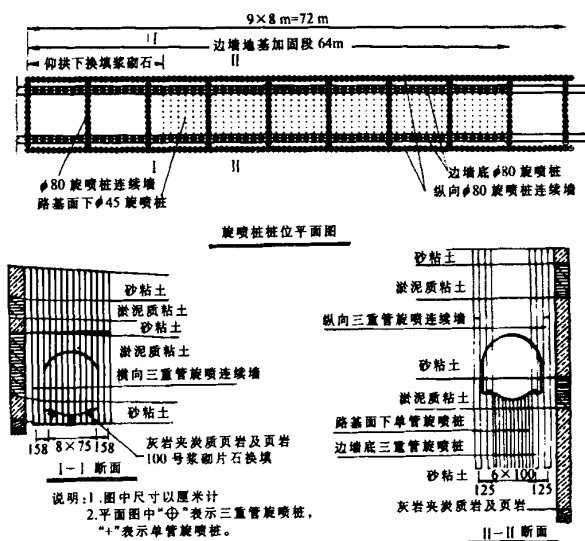 9×8 m=72 m
I
II
边墙地基加固段 64m
仰拱下换填浆砌石
I
II
ϕ80 旋喷桩连续墙
路基面下ϕ45 旋喷桩
边墙底ϕ80旋喷桩
纵向ϕ80旋喷桩连续墙
旋喷桩桩位平面图
砂粘土
淤泥质粘土
砂粘土
淤泥质粘土
横向三重管旋喷连续墙
砂粘土
158 8×75 158
灰岩夹炭质页岩及页岩
100号浆砌片石换填
I—I 断面
砂粘土
淤泥质粘土
纵向三重管旋喷连续墙
砂粘土
淤泥质粘土
路基面下单管旋喷桩
边墙底三重管旋喷桩
砂粘土 6×100
125 125
灰岩夹炭质岩及页岩
II—II 断面
说明:1.图中尺寸以厘米计
2.平面图中“⊕”表示三重管旋喷桩,
“+”表示单管旋喷桩。